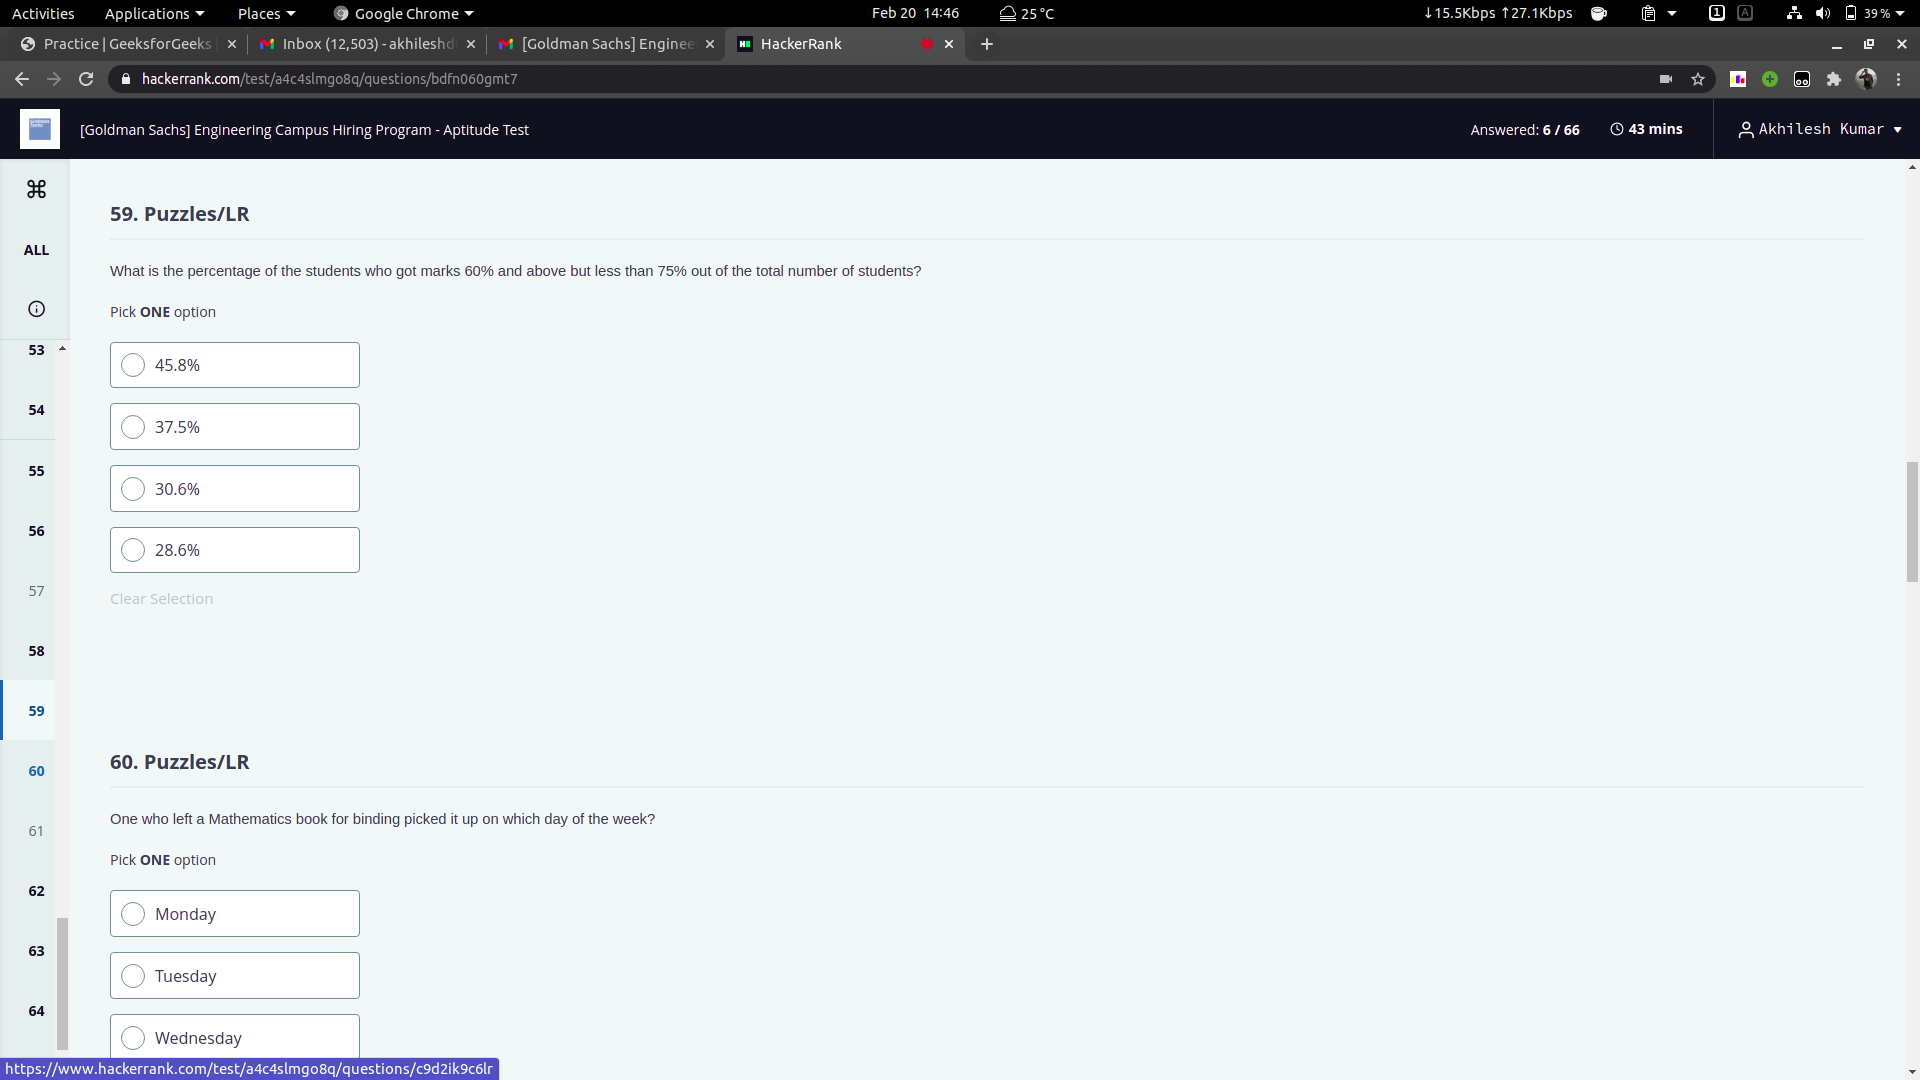 Activities Applications Places Google Chrome Feb 20 14:46 25 °C ↓15.5Kbps ↑27.1Kbps 1 A 39 %
Practice | GeeksforGeeks Inbox (12,503) - akhileshd [Goldman Sachs] Enginee HackerRank
hackerrank.com/test/a4c4slmgo8q/questions/bdfn060gmt7
[Goldman Sachs] Engineering Campus Hiring Program - Aptitude Test Answered: 6 / 66 43 mins Akhilesh Kumar
ALL
53
54
55
56
57
58
59
60
61
62
63
64
59. Puzzles/LR
What is the percentage of the students who got marks 60% and above but less than 75% out of the total number of students?
Pick ONE option
45.8%
37.5%
30.6%
28.6%
Clear Selection
60. Puzzles/LR
One who left a Mathematics book for binding picked it up on which day of the week?
Pick ONE option
Monday
Tuesday
Wednesday
https://www.hackerrank.com/test/a4c4slmgo8q/questions/c9d2ik9c6lr